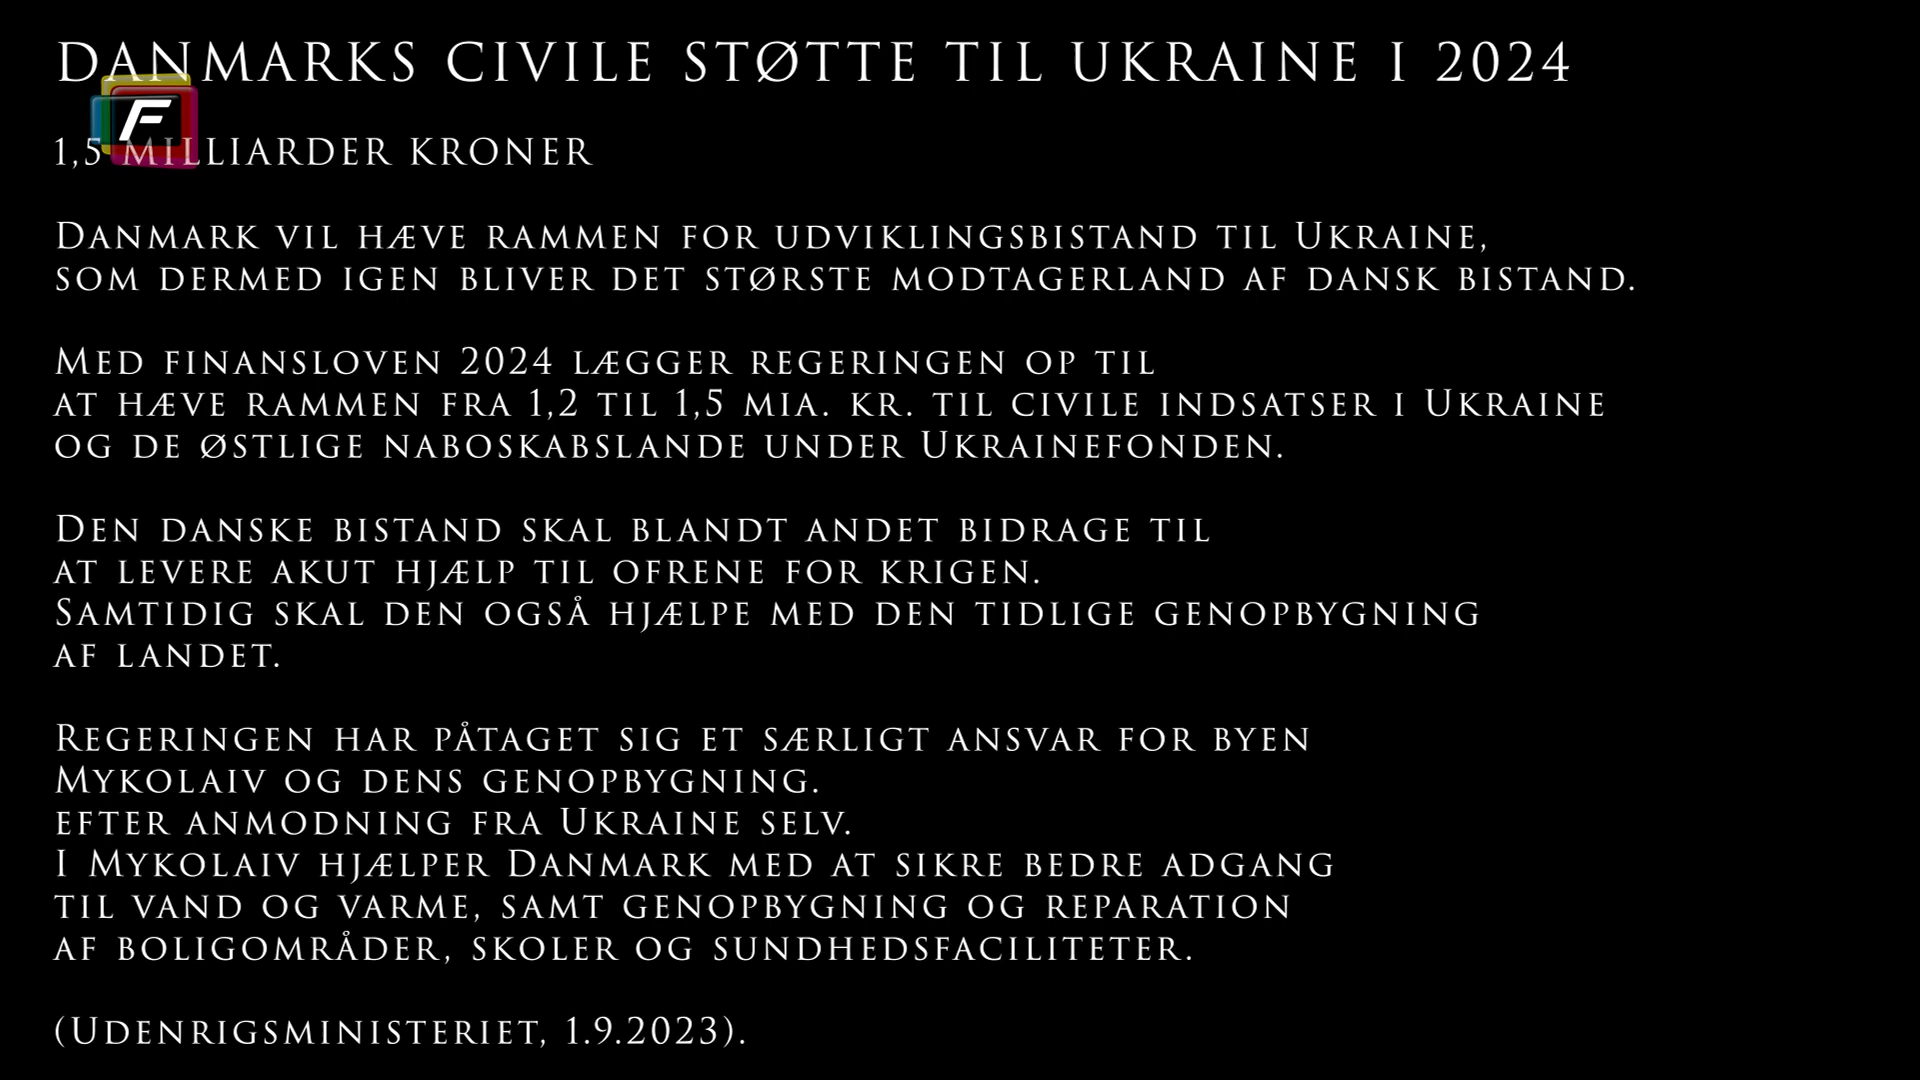 DANMARKS CIVILE STØTTE TIL UKRAINE I 2024
F
1,5 MILLIARDER KRONER
Danmark vil hæve rammen for udviklingsbistand til Ukraine,
som dermed igen bliver det største modtagerland af dansk bistand.
Med finansloven 2024 lægger regeringen op til
at hæve rammen fra 1,2 til 1,5 mia. kr. til civile indsatser i Ukraine
og de østlige naboskabslande under Ukrainefonden.
Den danske bistand skal blandt andet bidrage til
at levere akut hjælp til ofrene for krigen.
Samtidig skal den også hjælpe med den tidlige genopbygning
af landet.
Regeringen har påtaget sig et særligt ansvar for byen
Mykolaiv og dens genopbygning.
efter anmodning fra Ukraine selv.
I Mykolaiv hjælper Danmark med at sikre bedre adgang
til vand og varme, samt genopbygning og reparation
af boligområder, skoler og sundhedsfaciliteter.
(Udenrigsministeriet, 1.9.2023).